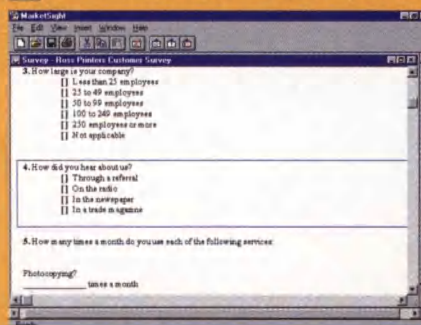 MarketSight
File Edit View Insert Window Help
Survey - Ross Printers Customer Survey
3. How large is your company?
[] Less than 25 employees
[] 25 to 49 employees
[] 50 to 99 employees
[] 100 to 249 employees
[] 250 employees or more
[] Not applicable
4. How did you hear about us?
[] Through a referral
[] On the radio
[] In the newspaper
[] In a trade magazine
5. How many times a month do you use each of the following services:
Photocopying?
____________ times a month
Ready